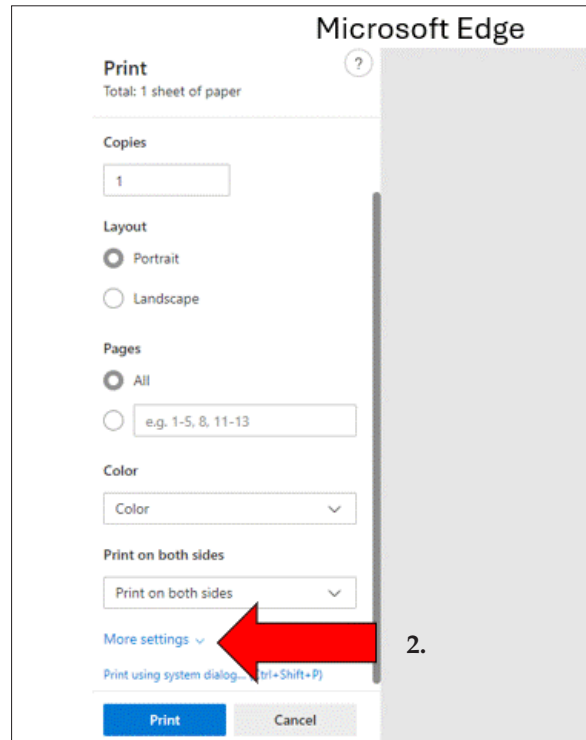 Microsoft Edge
Print
?
Total: 1 sheet of paper
Copies
1
Layout
Portrait
Landscape
Pages
All
e.g. 1-5, 8, 11-13
Color
Color
Print on both sides
Print on both sides
More settings
2.
Print using system dialog... Ctrl+Shift+P)
Print
Cancel